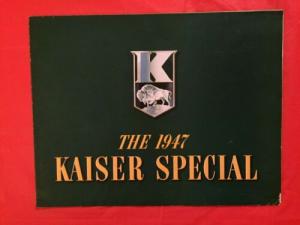 K
THE 1947
KAISER SPECIAL